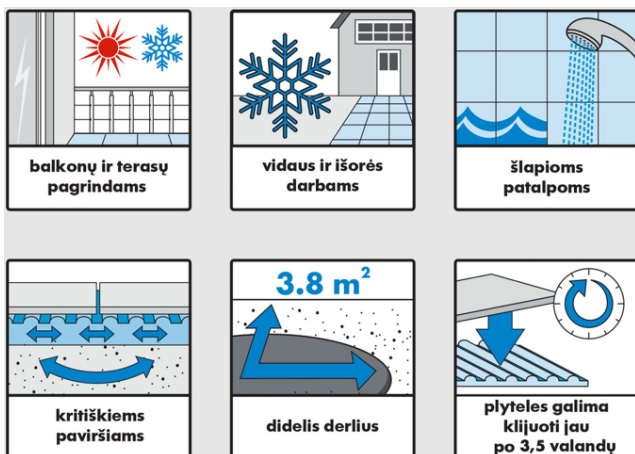 balkonų ir terasų
pagrindams
vidaus ir išorės
darbams
šlapioms
patalpoms
kritiškiems
paviršiams
3.8 m²
didelis derlius
plyteles galima
klijuoti jau
po 3,5 valandų